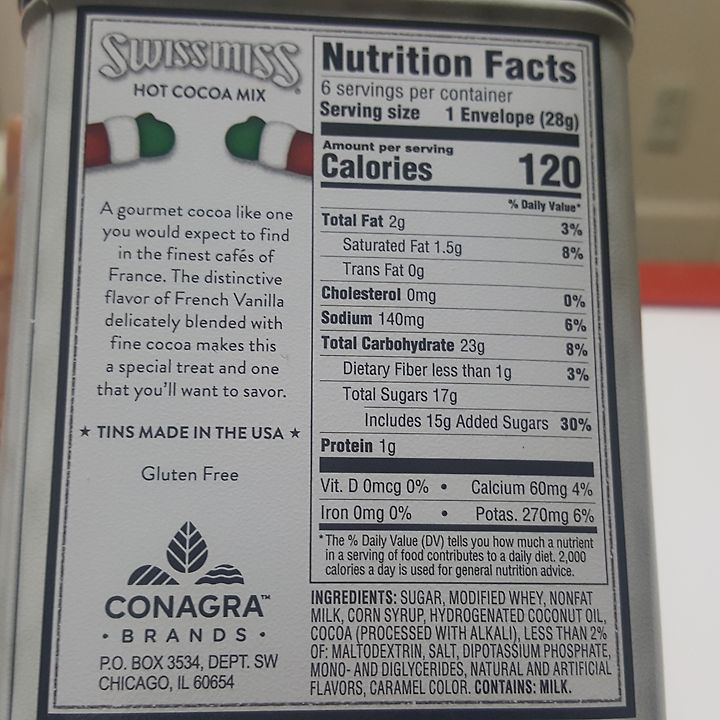 SWISS MISS
HOT COCOA MIX
A gourmet cocoa like one
you would expect to find
in the finest cafés of
France. The distinctive
flavor of French Vanilla
delicately blended with
fine cocoa makes this
a special treat and one
that you'll want to savor.
★ TINS MADE IN THE USA ★
Gluten Free
CONAGRA™
• BRANDS •
P.O. BOX 3534, DEPT. SW
CHICAGO, IL 60654
Nutrition Facts
6 servings per container
Serving size 1 Envelope (28g)
Amount per serving
Calories 120
% Daily Value*
Total Fat 2g 3%
Saturated Fat 1.5g 8%
Trans Fat 0g
Cholesterol 0mg 0%
Sodium 140mg 6%
Total Carbohydrate 23g 8%
Dietary Fiber less than 1g 3%
Total Sugars 17g
Includes 15g Added Sugars 30%
Protein 1g
Vit. D 0mcg 0% • Calcium 60mg 4%
Iron 0mg 0% • Potas. 270mg 6%
*The % Daily Value (DV) tells you how much a nutrient
in a serving of food contributes to a daily diet. 2,000
calories a day is used for general nutrition advice.
INGREDIENTS: SUGAR, MODIFIED WHEY, NONFAT
MILK, CORN SYRUP, HYDROGENATED COCONUT OIL,
COCOA (PROCESSED WITH ALKALI), LESS THAN 2%
OF: MALTODEXTRIN, SALT, DIPOTASSIUM PHOSPHATE,
MONO- AND DIGLYCERIDES, NATURAL AND ARTIFICIAL
FLAVORS, CARAMEL COLOR. CONTAINS: MILK.